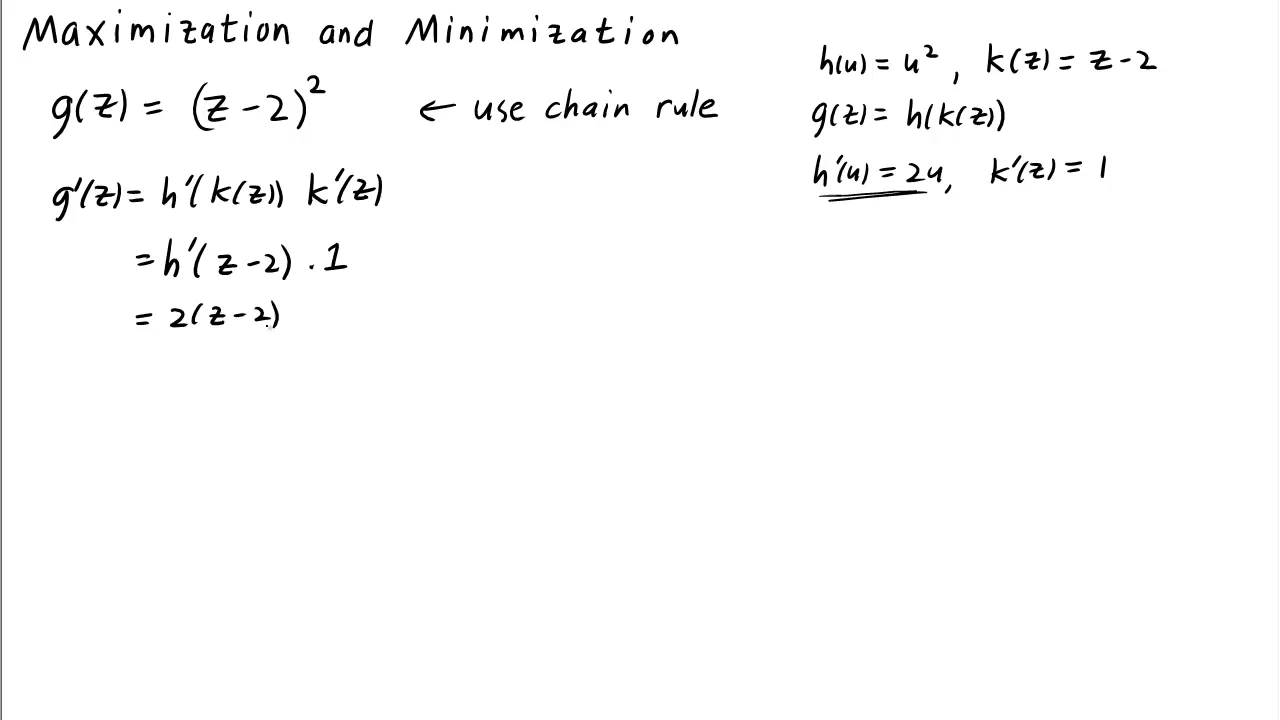 Maximization and Minimization
g(z) = (z - 2)² ← use chain rule
g'(z) = h'(k(z)) k'(z)
= h'(z - 2) · 1
= 2(z - 2)
h(u) = u², k(z) = z - 2
g(z) = h(k(z))
h'(u) = 2u, k'(z) = 1